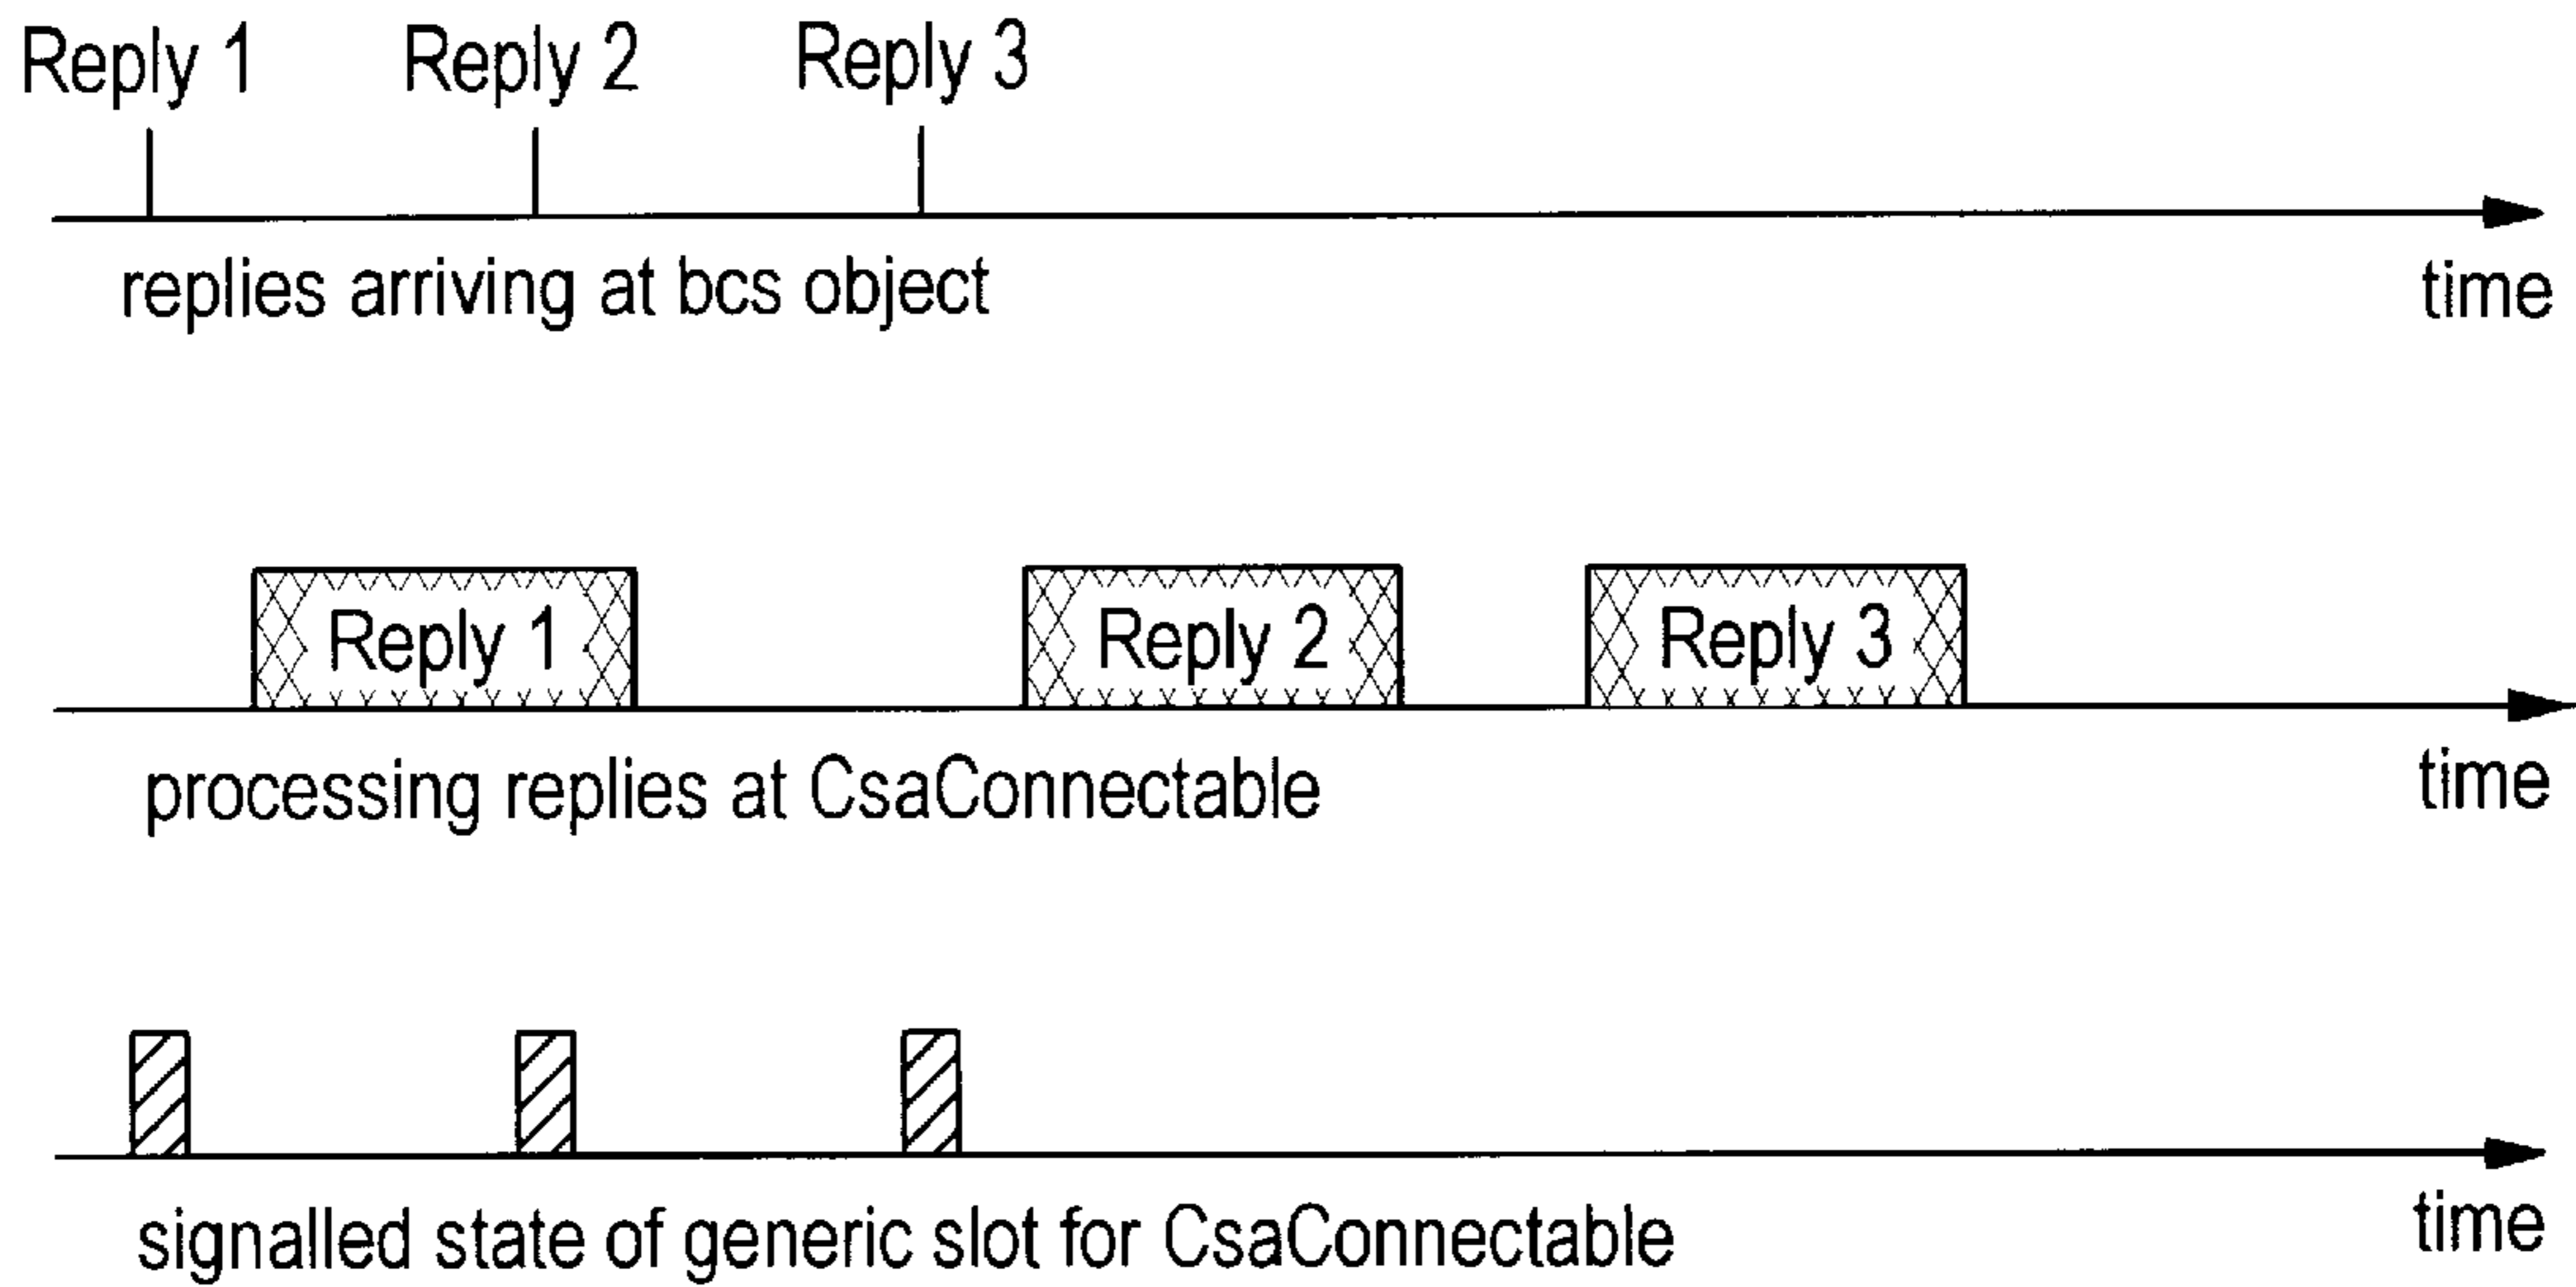 Reply 1 Reply 2 Reply 3
replies arriving at bcs object time
Reply 1 Reply 2 Reply 3
processing replies at CsaConnectable time
signalled state of generic slot for CsaConnectable time